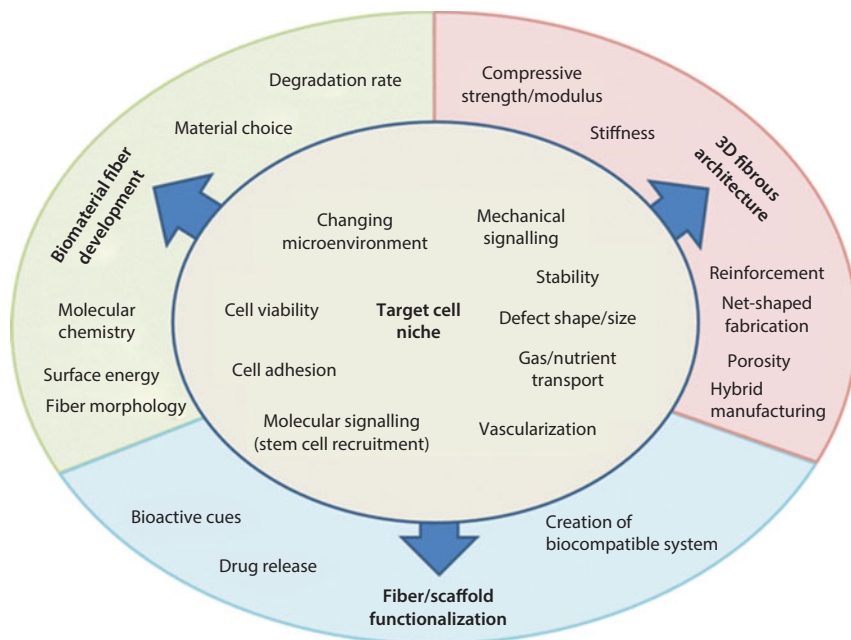 Degradation rate
Material choice
Biomaterial fiber
development
Molecular
chemistry
Surface energy
Fiber morphology
Compressive
strength/modulus
Stiffness
3D fibrous
architecture
Reinforcement
Net-shaped
fabrication
Porosity
Hybrid
manufacturing
Changing
microenvironment
Mechanical
signalling
Stability
Cell viability
Target cell
niche
Defect shape/size
Cell adhesion
Gas/nutrient
transport
Molecular signalling
(stem cell recruitment)
Vascularization
Bioactive cues
Drug release
Creation of
biocompatible system
Fiber/scaffold
functionalization